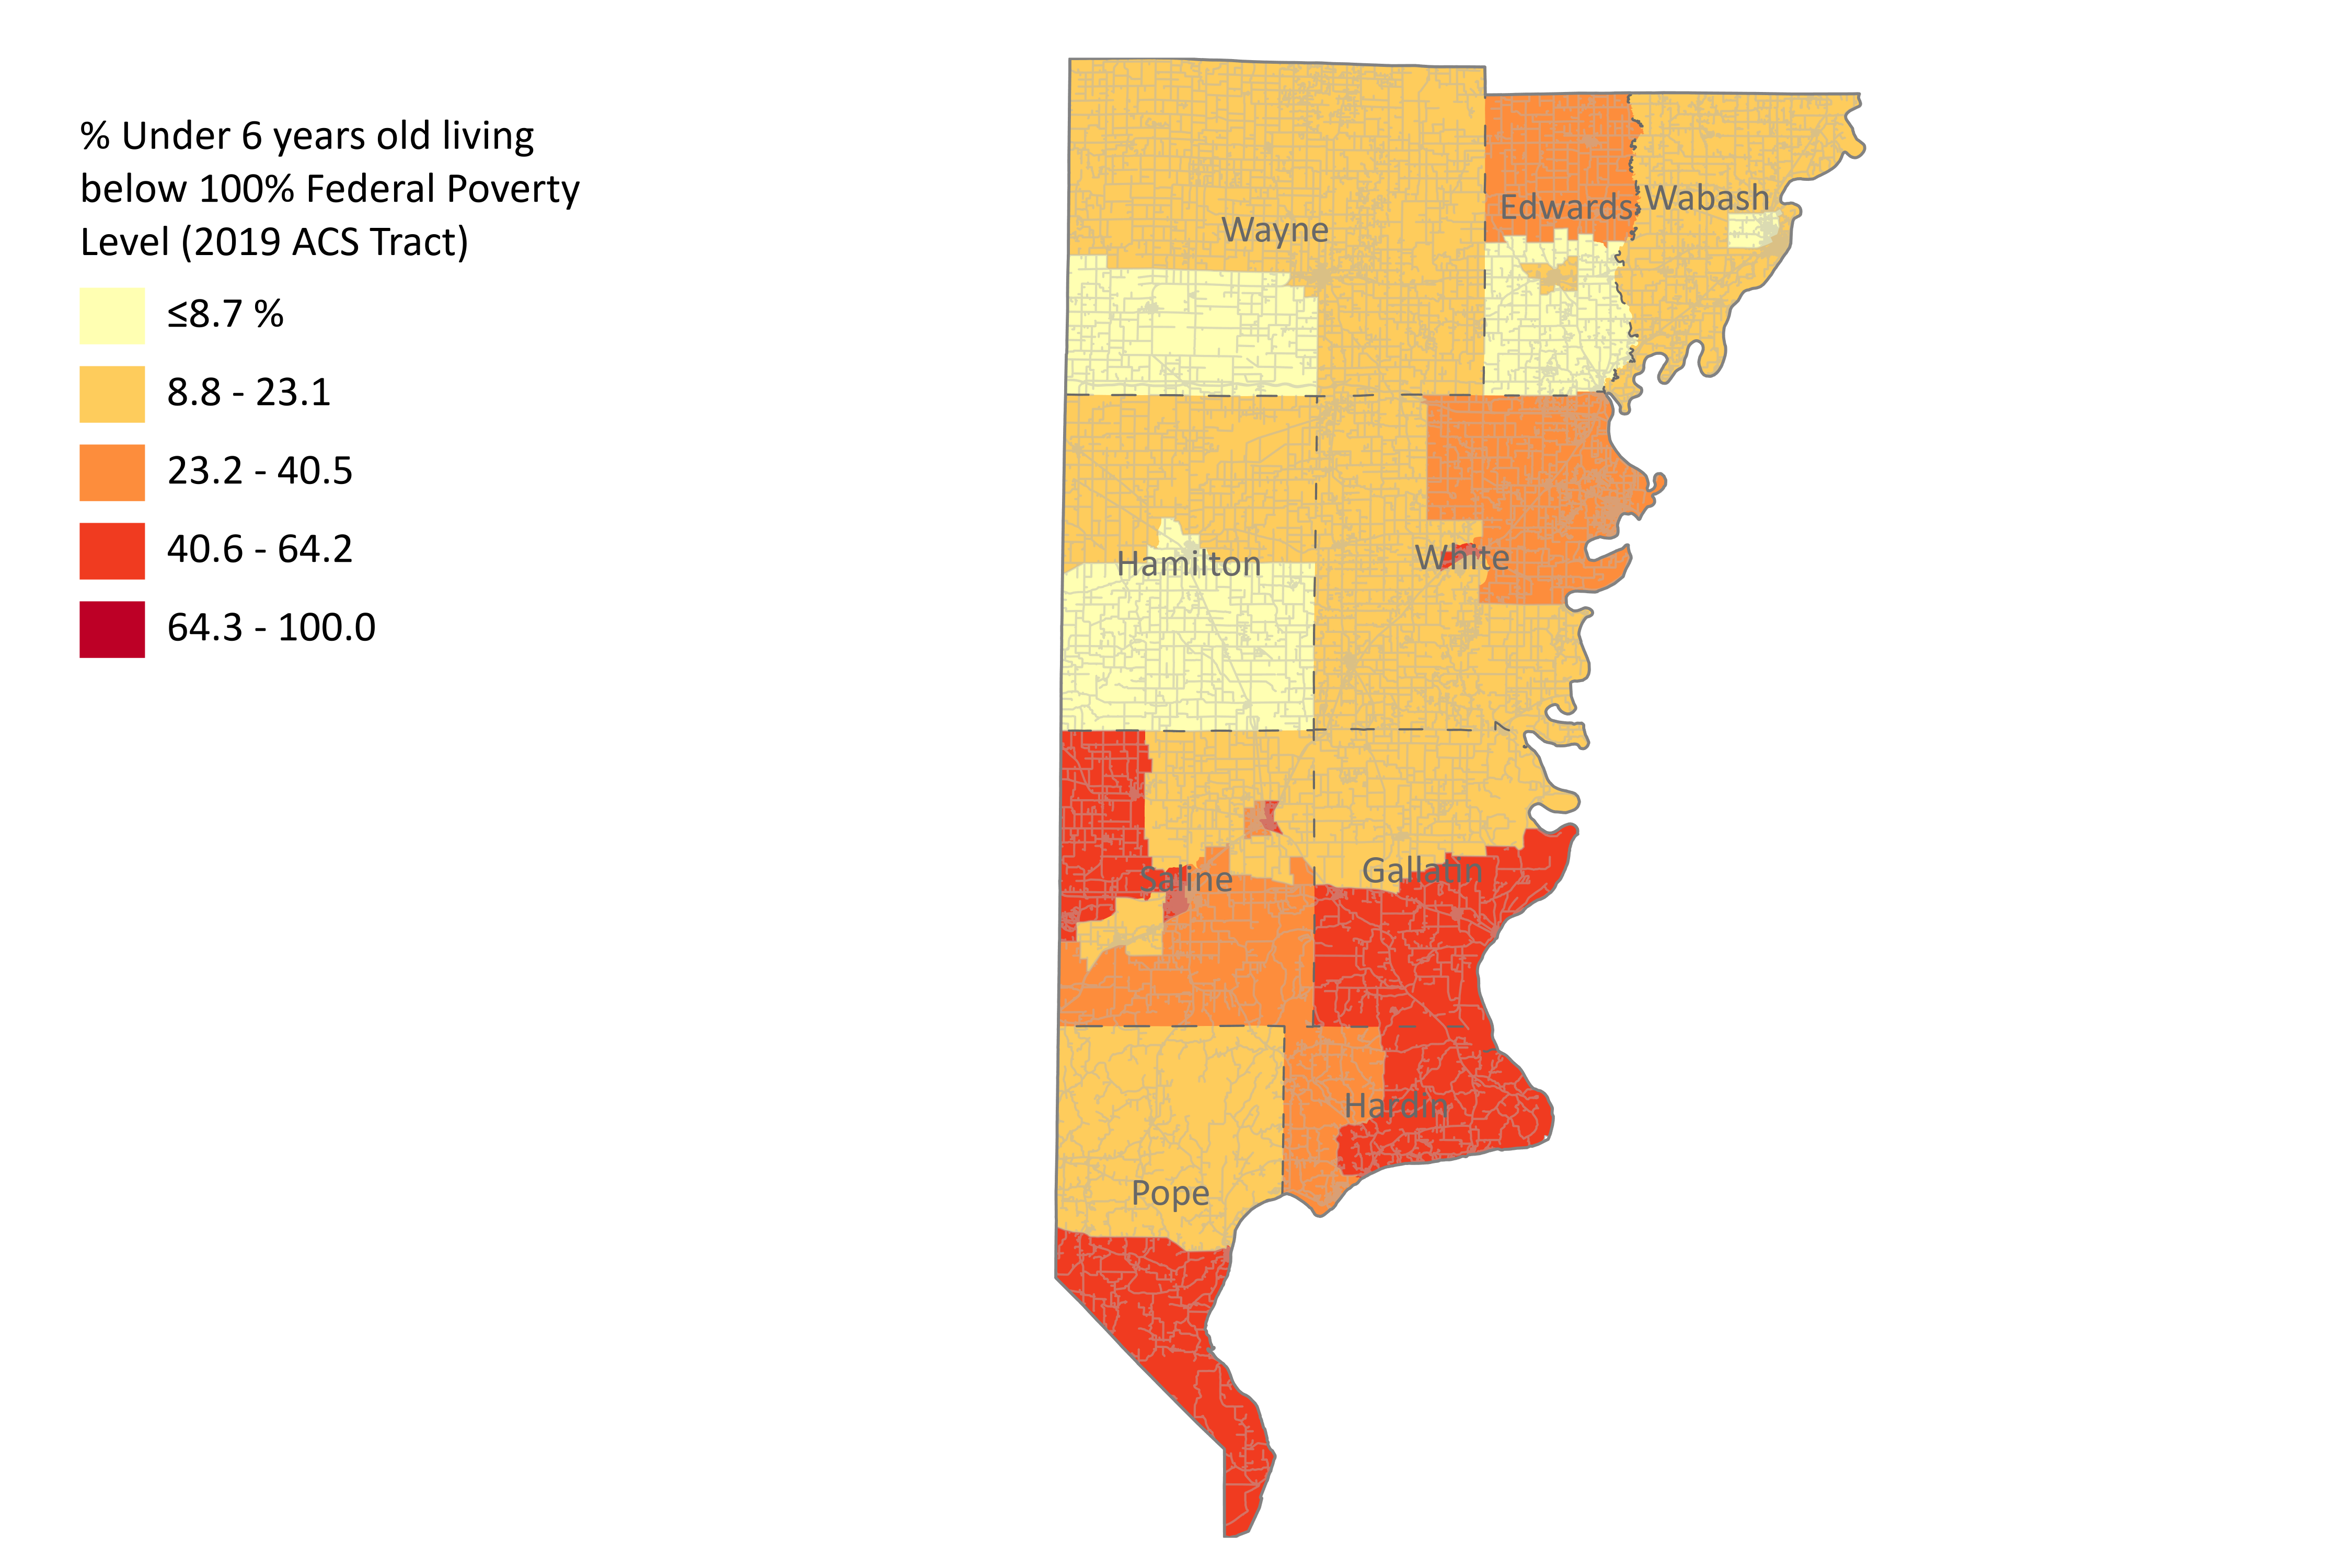 % Under 6 years old living
below 100% Federal Poverty
Level (2019 ACS Tract)
≤8.7 %
8.8 - 23.1
23.2 - 40.5
40.6 - 64.2
64.3 - 100.0
Wayne
Edwards
Wabash
Hamilton
White
Saline
Gallatin
Hardin
Pope